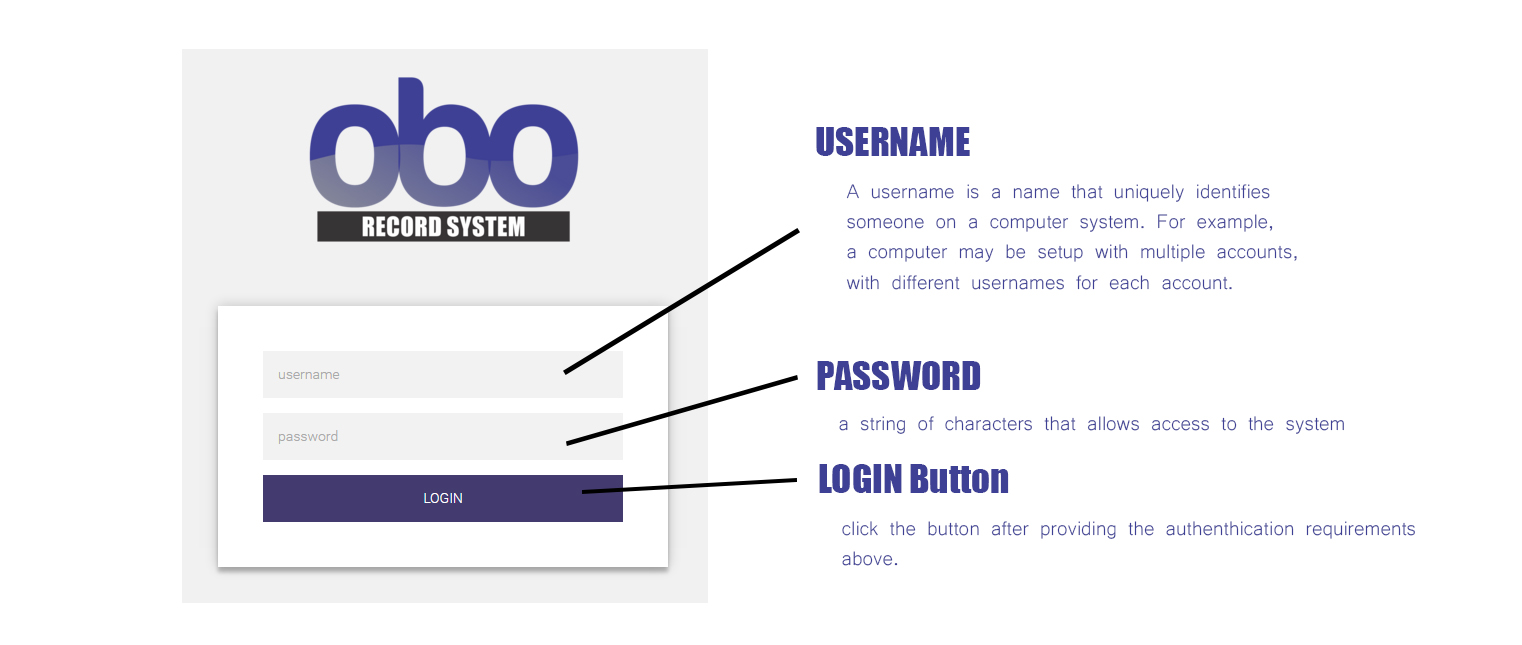 obo
RECORD SYSTEM
username
password
LOGIN
USERNAME
A username is a name that uniquely identifies
someone on a computer system. For example,
a computer may be setup with multiple accounts,
with different usernames for each account.
PASSWORD
a string of characters that allows access to the system
LOGIN Button
click the button after providing the authenthication requirements
above.